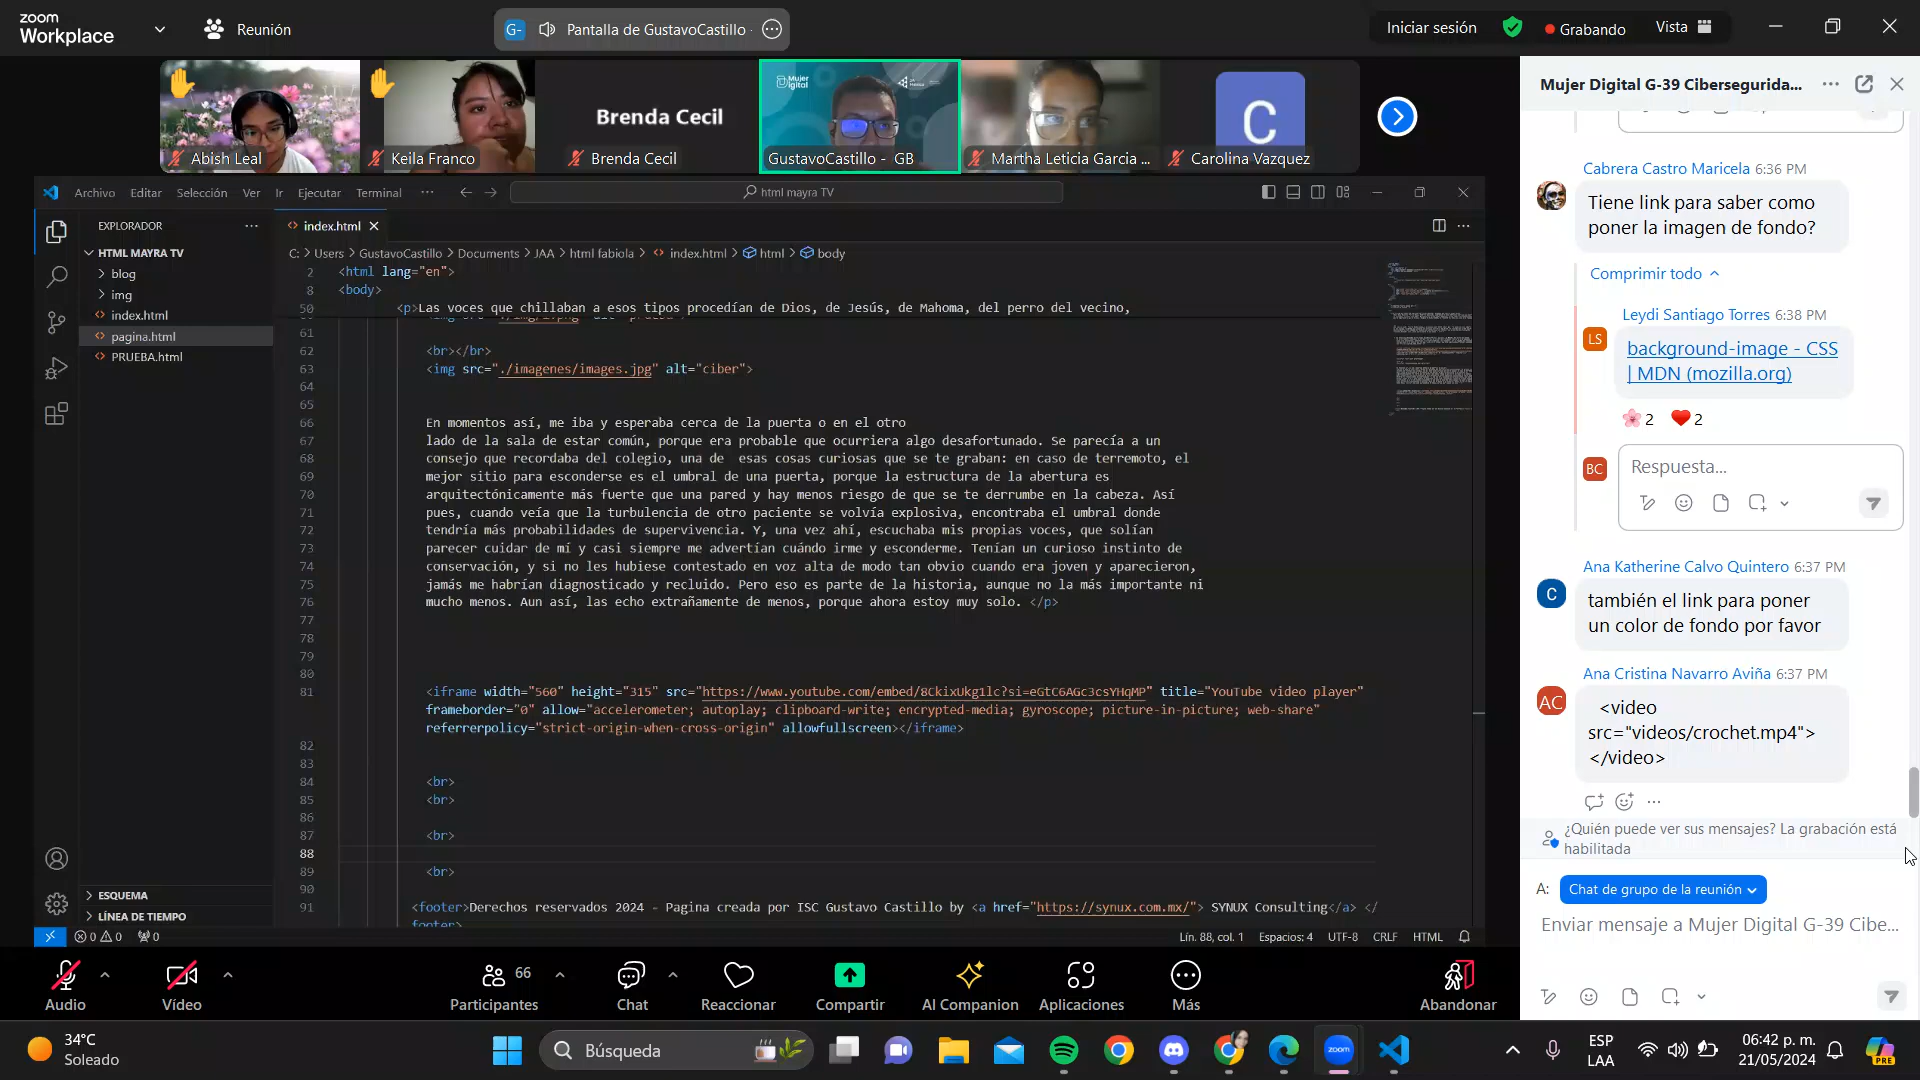 zoom
Workplace
Reunión
G-
Pantalla de GustavoCastillo
Iniciar sesión
Grabando
Vista
Abish Leal
Keila Franco
Brenda Cecil
Brenda Cecil
Mujer
Digital
GustavoCastillo - GB
Martha Leticia Garcia ...
C
Carolina Vazquez
Archivo
Editar
Selección
Ver
Ir
Ejecutar
Terminal
html mayra TV
EXPLORADOR
HTML MAYRA TV
blog
img
index.html
pagina.html
PRUEBA.html
ESQUEMA
LÍNEA DE TIEMPO
index.html
C: > Users > GustavoCastillo > Documents > JAA > html fabiola > index.html > html > body
2 <html lang="en">
8 <body>
50 <p>Las voces que chillaban a esos tipos procedían de Dios, de Jesús, de Mahoma, del perro del vecino,
61
62 <br></br>
63 <img src="./imagenes/images.jpg" alt="ciber">
64
65
66 En momentos así, me iba y esperaba cerca de la puerta o en el otro
67 lado de la sala de estar común, porque era probable que ocurriera algo desafortunado. Se parecía a un
68 consejo que recordaba del colegio, una de  esas cosas curiosas que se te graban: en caso de terremoto, el
69 mejor sitio para esconderse es el umbral de una puerta, porque la estructura de la abertura es
70 arquitectónicamente más fuerte que una pared y hay menos riesgo de que se te derrumbe en la cabeza. Así
71 pues, cuando veía que la turbulencia de otro paciente se volvía explosiva, encontraba el umbral donde
72 tendría más probabilidades de supervivencia. Y, una vez ahí, escuchaba mis propias voces, que solían
73 parecer cuidar de mí y casi siempre me advertían cuándo irme y esconderme. Tenían un curioso instinto de
74 conservación, y si no les hubiese contestado en voz alta de modo tan obvio cuando era joven y aparecieron,
75 jamás me habrían diagnosticado y recluido. Pero eso es parte de la historia, aunque no la más importante ni
76 mucho menos. Aun así, las echo extrañamente de menos, porque ahora estoy muy solo. </p>
77
78
79
80
81 <iframe width="560" height="315" src="https://www.youtube.com/embed/8CkixUkg1lc?si=eGtC6AGc3csYHqMP" title="YouTube video player"
frameborder="0" allow="accelerometer; autoplay; clipboard-write; encrypted-media; gyroscope; picture-in-picture; web-share"
referrerpolicy="strict-origin-when-cross-origin" allowfullscreen></iframe>
82
83
84 <br>
85 <br>
86
87 <br>
88
89 <br>
90
91 <footer>Derechos reservados 2024 - Pagina creada por ISC Gustavo Castillo by <a href="https://synux.com.mx/"> SYNUX Consulting</a> </
footer>
0 0
0
Lín. 88, col. 1
Espacios: 4
UTF-8
CRLF
HTML
Mujer Digital G-39 Cibersegurida...
Cabrera Castro Maricela 6:36 PM
Tiene link para saber como
poner la imagen de fondo?
Comprimir todo
Leydi Santiago Torres 6:38 PM
LS
background-image - CSS
| MDN (mozilla.org)
2
2
BC
Respuesta...
Ana Katherine Calvo Quintero 6:37 PM
C
también el link para poner
un color de fondo por favor
Ana Cristina Navarro Aviña 6:37 PM
AC
<video
src="videos/crochet.mp4">
</video>
¿Quién puede ver sus mensajes? La grabación está
habilitada
A:
Chat de grupo de la reunión
Enviar mensaje a Mujer Digital G-39 Cibe...
Audio
Vídeo
66
Participantes
Chat
Reaccionar
Compartir
AI Companion
Aplicaciones
Más
Abandonar
34°C
Soleado
Búsqueda
zoom
ESP
LAA
06:42 p. m.
21/05/2024
PRE